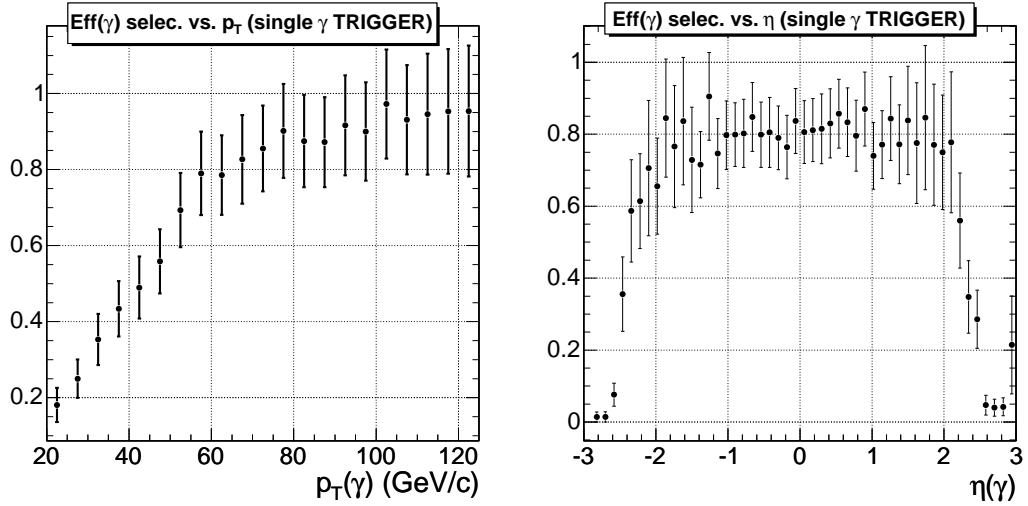 Eff(γ) selec. vs. p_T (single γ TRIGGER)
1
0.8
0.6
0.4
0.2
20 40 60 80 100 120
p_T(γ) (GeV/c)
Eff(γ) selec. vs. η (single γ TRIGGER)
1
0.8
0.6
0.4
0.2
0
-3 -2 -1 0 1 2 3
η(γ)